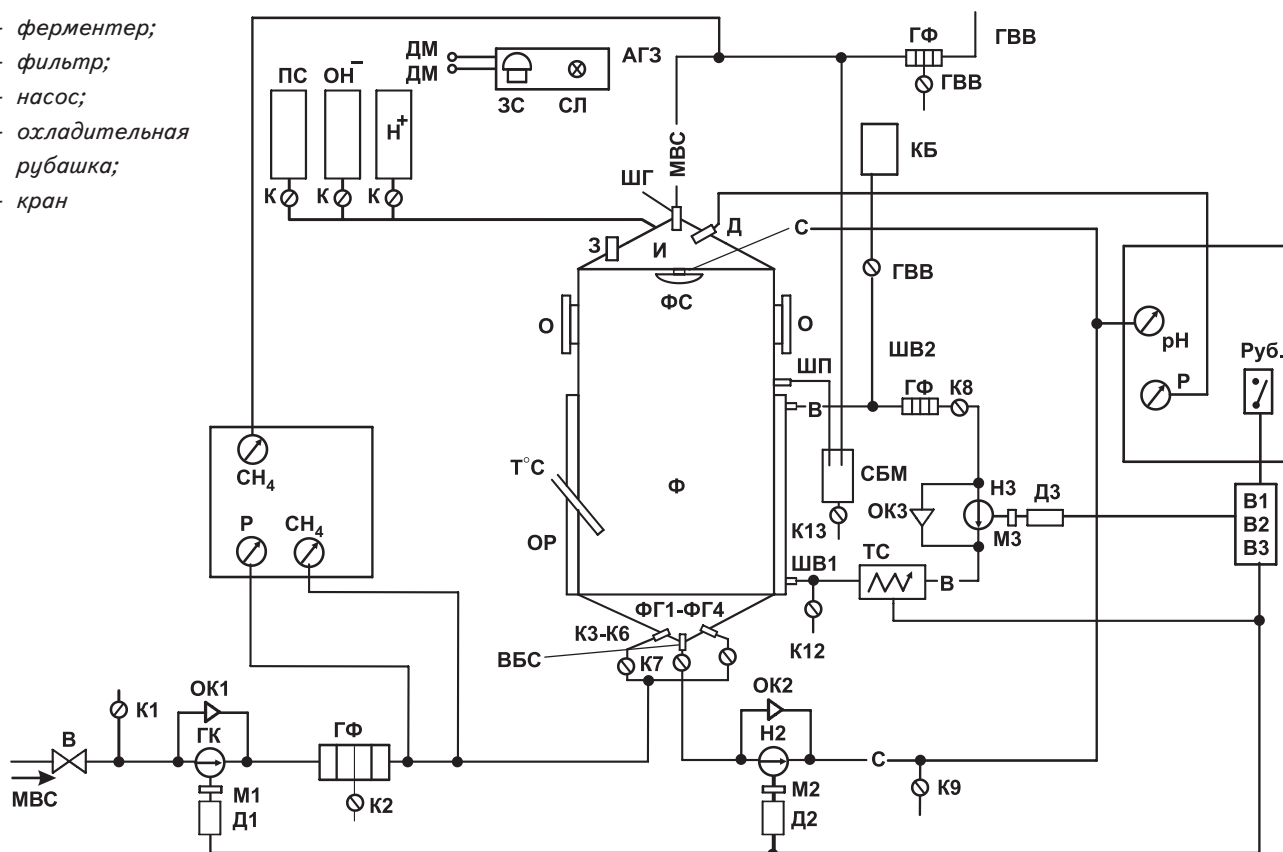 - ферментер;
- фильтр;
- насос;
- охладительная
рубашка;
- кран
ПС
ОН⁻
Н⁺
К
К
К
ДМ
ДМ
АГЗ
ЗС
СЛ
МВС
ГФ
ГВВ
ГВВ
КБ
ШГ
Д
С
З
И
ФС
О
О
ГВВ
ШП
ШВ2
В
ГФ
К8
рН
Р
Руб.
СН₄
Р
СН₄
Т°С
ОР
Ф
СБМ
К13
ОК3
Н3
М3
Д3
В1
В2
В3
ШВ1
ТС
В
К12
ФГ1-ФГ4
К3-К6
ВБС
К7
К1
ОК1
В
ГК
ГФ
МВС
М1
Д1
К2
ОК2
Н2
С
М2
Д2
К9